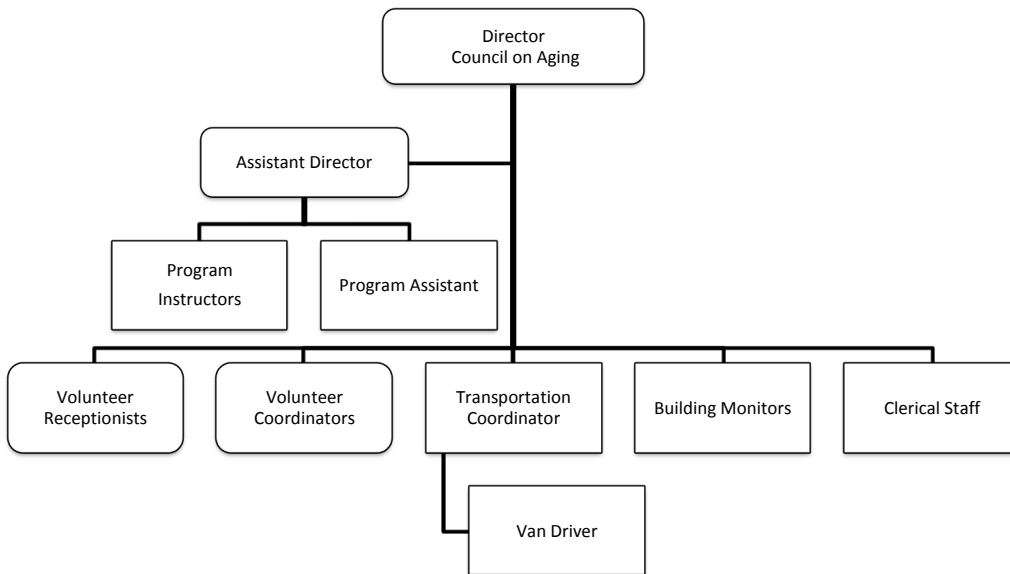 Director
Council on Aging
Assistant Director
Program
Instructors
Program Assistant
Volunteer
Receptionists
Volunteer
Coordinators
Transportation
Coordinator
Building Monitors
Clerical Staff
Van Driver